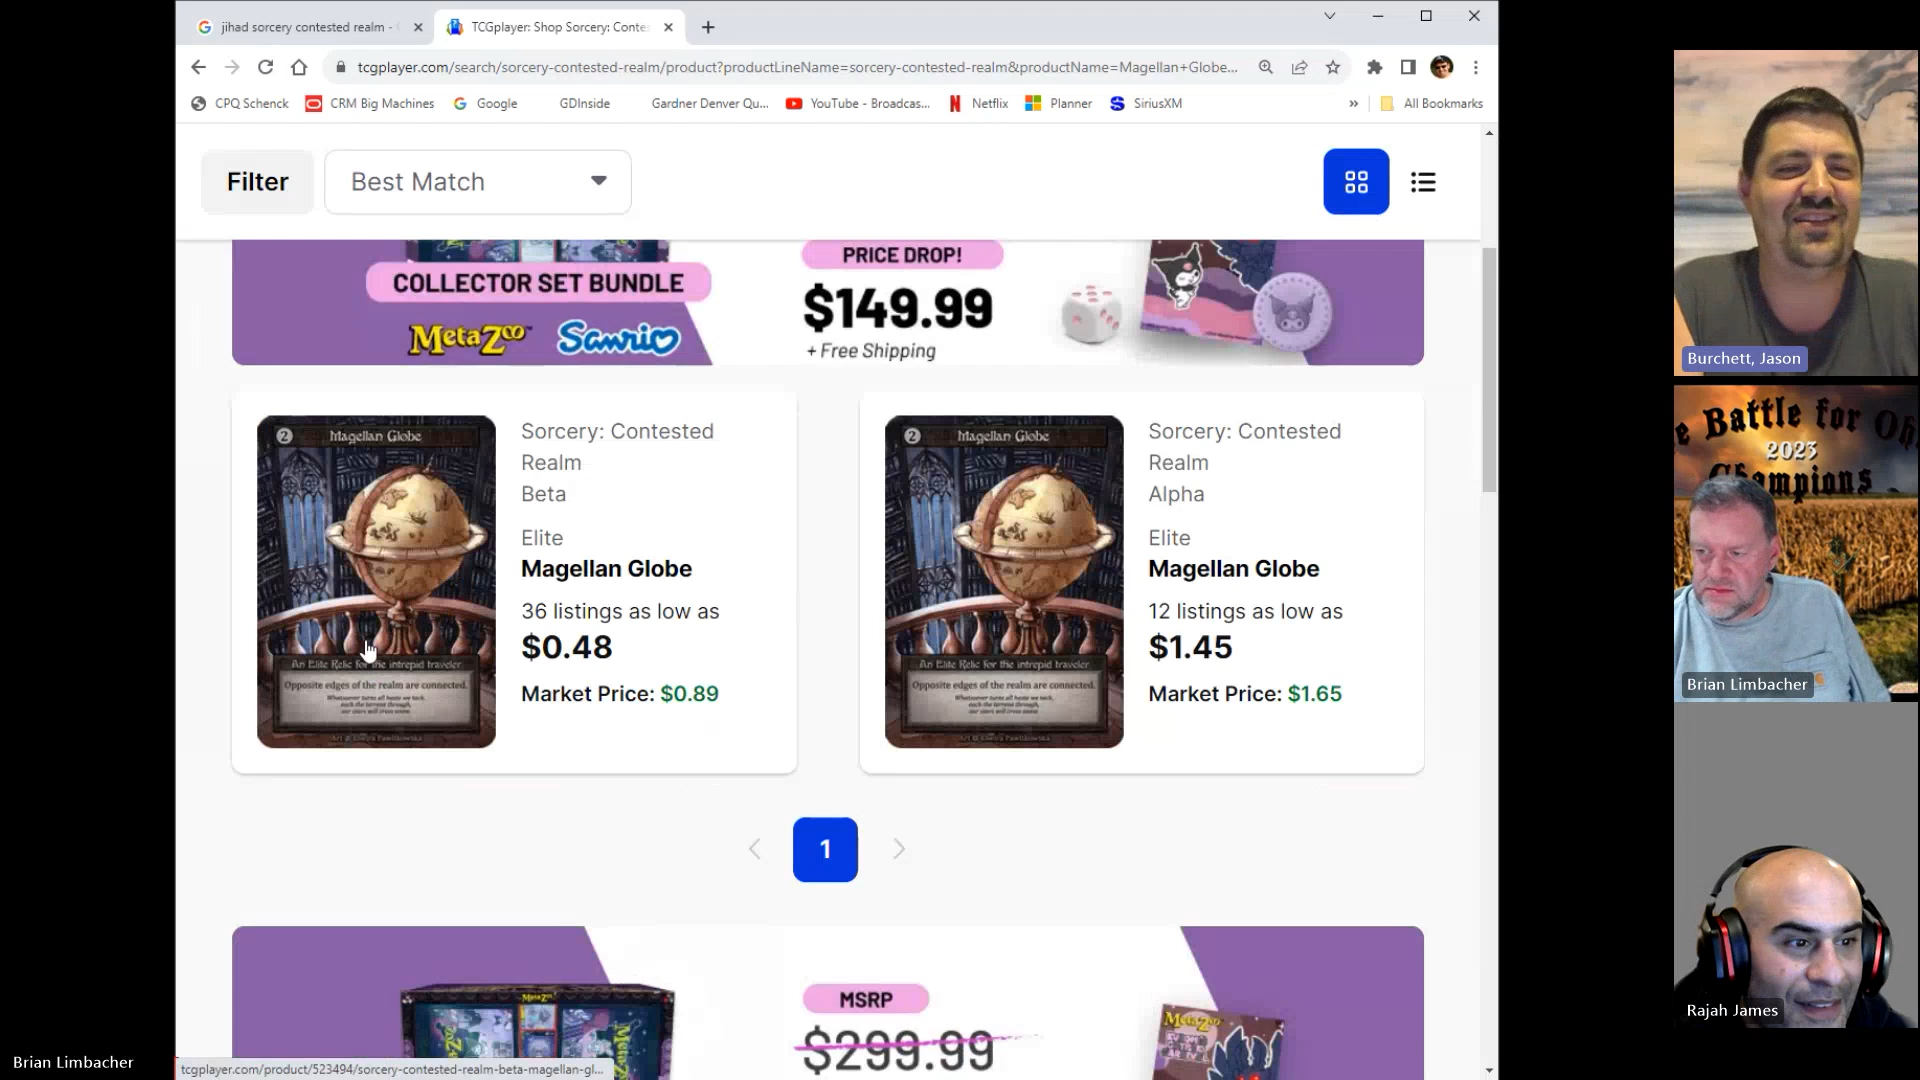 jihad sorcery contested realm -
TCGplayer: Shop Sorcery: Conte
tcgplayer.com/search/sorcery-contested-realm/product?productLineName=sorcery-contested-realm&productName=Magellan+Globe...
CPQ Schenck
CRM Big Machines
Google
GDInside
Gardner Denver Qu...
YouTube - Broadcas...
Netflix
Planner
SiriusXM
»
All Bookmarks
Filter
Best Match
COLLECTOR SET BUNDLE
MetaZoo
Sanrio
PRICE DROP!
$149.99
+ Free Shipping
2
Magellan Globe
An Elite Relic for the intrepid traveler
Opposite edges of the realm are connected.
Sorcery: Contested
Realm
Beta
Elite
Magellan Globe
36 listings as low as
$0.48
Market Price: $0.89
2
Magellan Globe
An Elite Relic for the intrepid traveler
Opposite edges of the realm are connected.
Sorcery: Contested
Realm
Alpha
Elite
Magellan Globe
12 listings as low as
$1.45
Market Price: $1.65
1
MetaZoo
MSRP
$299.99
MetaZoo
tcgplayer.com/product/523494/sorcery-contested-realm-beta-magellan-gl...
Brian Limbacher
Burchett, Jason
e Battle for Oh
2023
Champions
Brian Limbacher
Rajah James